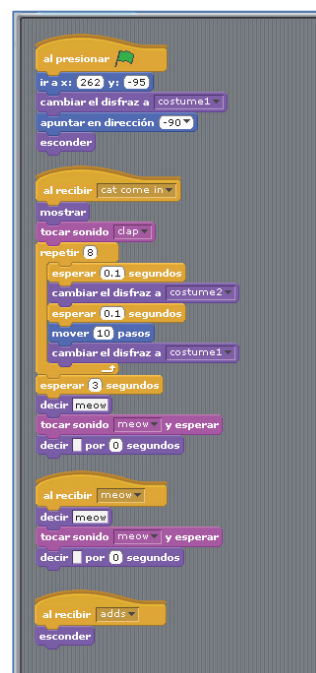 al presionar
ir a x: 262 y: -95
cambiar el disfraz a costume1
apuntar en dirección -90
esconder
al recibir cat come in
mostrar
tocar sonido clap
repetir 8
esperar 0.1 segundos
cambiar el disfraz a costume2
esperar 0.1 segundos
mover 10 pasos
cambiar el disfraz a costume1
esperar 3 segundos
decir meow
tocar sonido meow y esperar
decir por 0 segundos
al recibir meow
decir meow
tocar sonido meow y esperar
decir por 0 segundos
al recibir adds
esconder